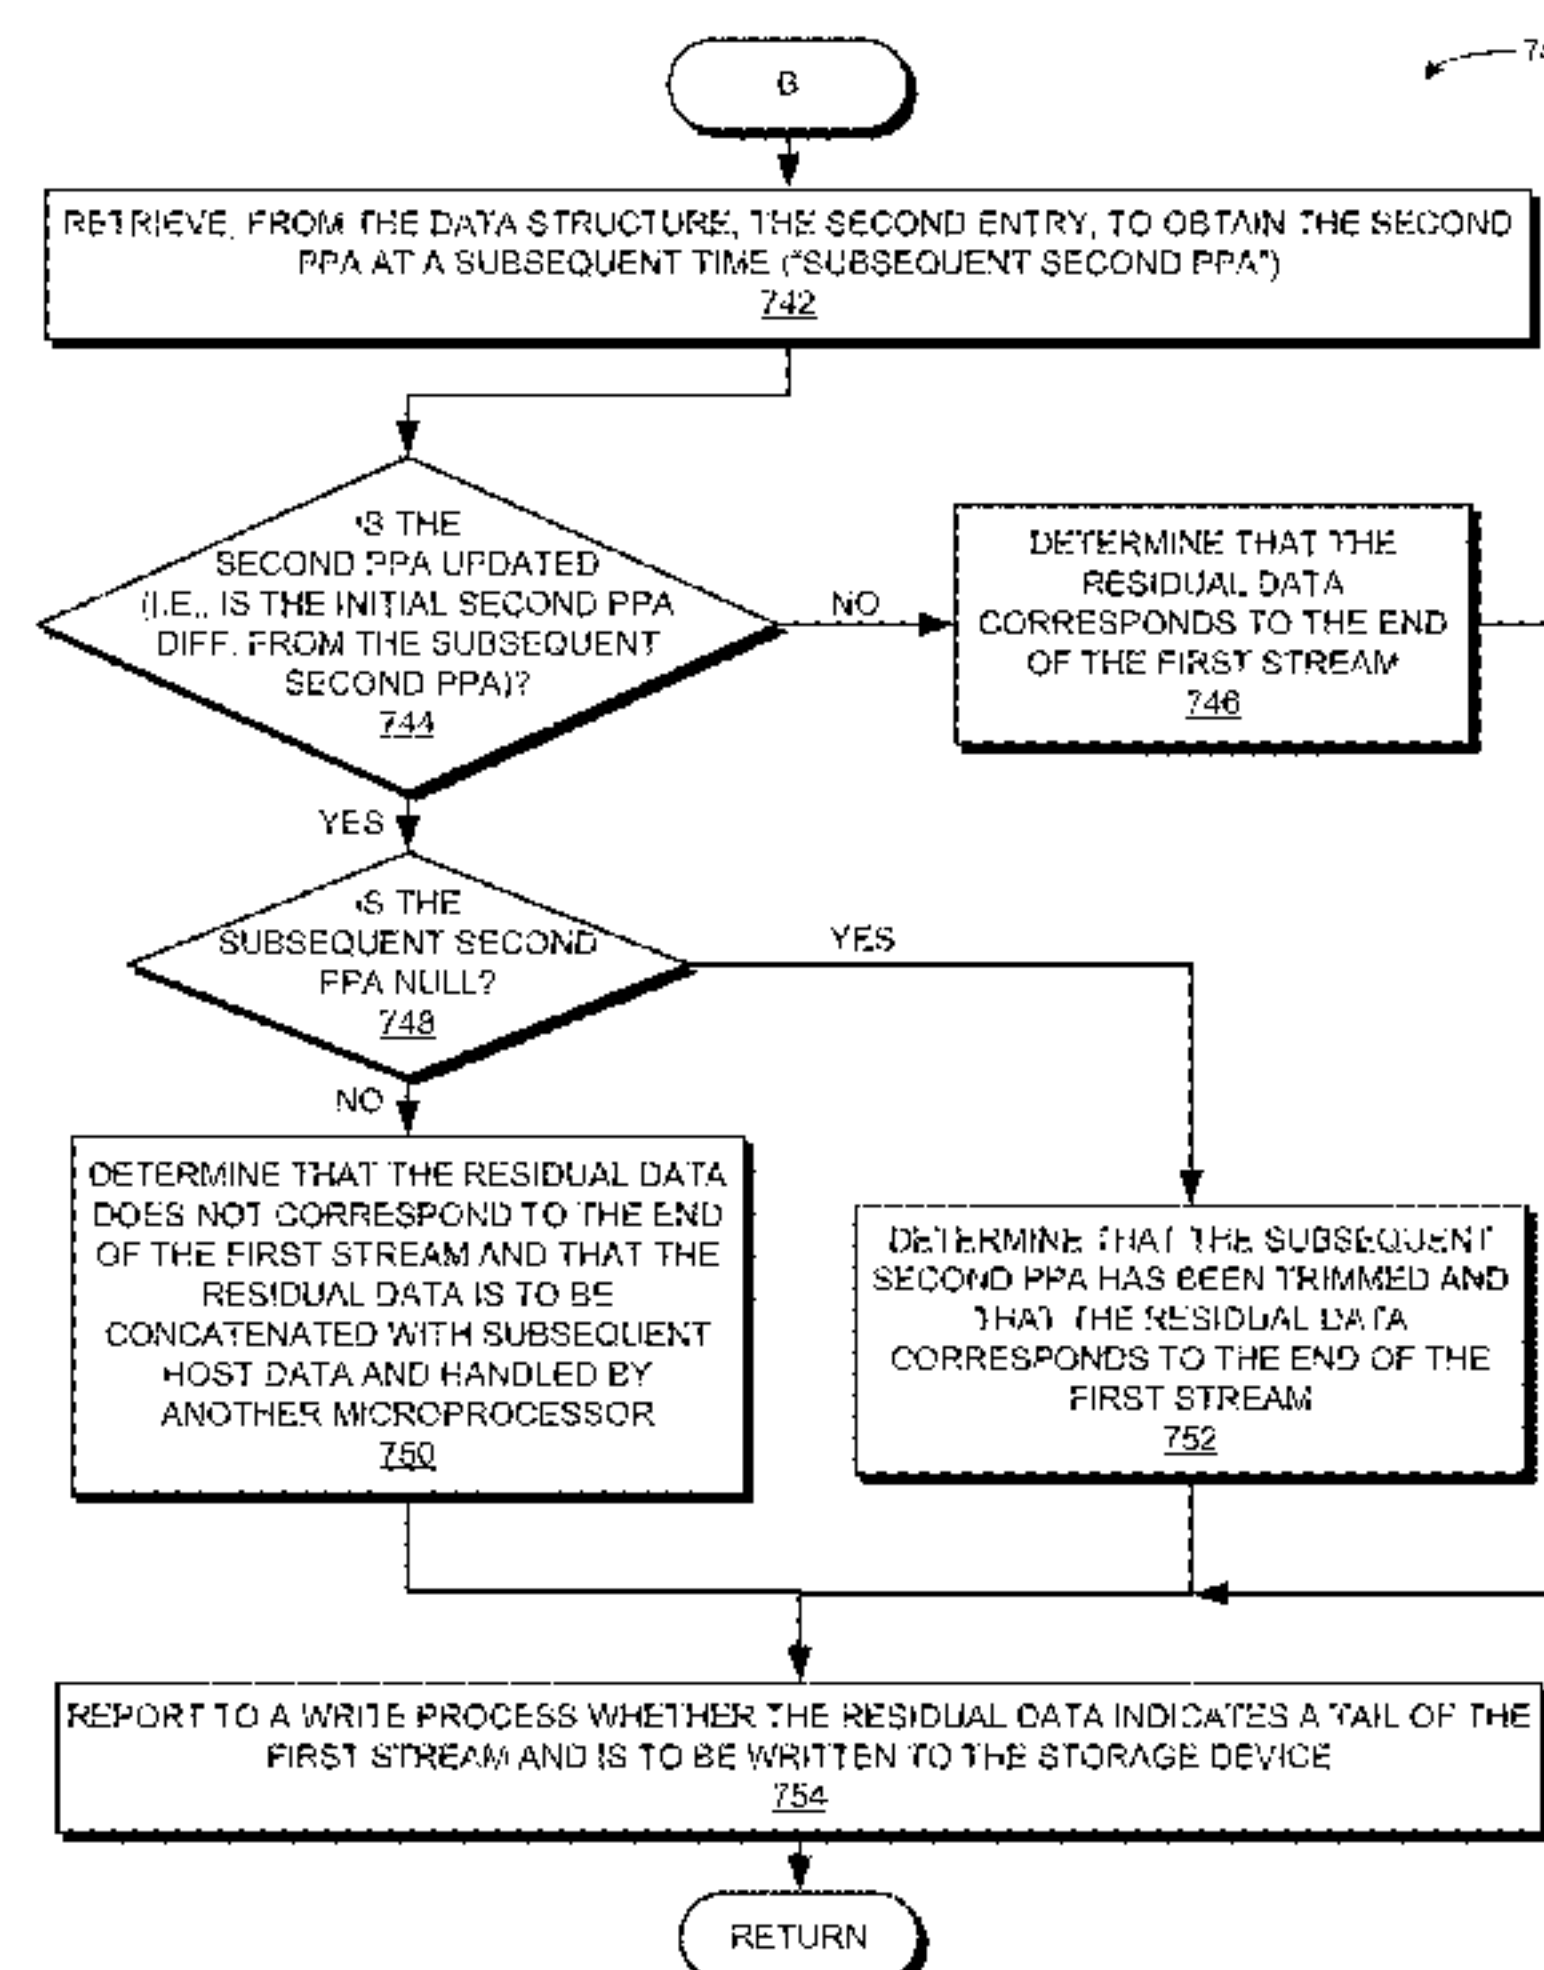 B
7
RETRIEVE, FROM THE DATA STRUCTURE, THE SECOND ENTRY, TO OBTAIN THE SECOND
PPA AT A SUBSEQUENT TIME ("SUBSEQUENT SECOND PPA")
742
IS THE
SECOND PPA UPDATED
(I.E., IS THE INITIAL SECOND PPA
DIFF. FROM THE SUBSEQUENT
SECOND PPA)?
744
NO
DETERMINE THAT THE
RESIDUAL DATA
CORRESPONDS TO THE END
OF THE FIRST STREAM
746
YES
IS THE
SUBSEQUENT SECOND
PPA NULL?
748
YES
NO
DETERMINE THAT THE RESIDUAL DATA
DOES NOT CORRESPOND TO THE END
OF THE FIRST STREAM AND THAT THE
RESIDUAL DATA IS TO BE
CONCATENATED WITH SUBSEQUENT
HOST DATA AND HANDLED BY
ANOTHER MICROPROCESSOR
750
DETERMINE THAT THE SUBSEQUENT
SECOND PPA HAS BEEN TRIMMED AND
THAT THE RESIDUAL DATA
CORRESPONDS TO THE END OF THE
FIRST STREAM
752
REPORT TO A WRITE PROCESS WHETHER THE RESIDUAL DATA INDICATES A TAIL OF THE
FIRST STREAM AND IS TO BE WRITTEN TO THE STORAGE DEVICE
754
RETURN